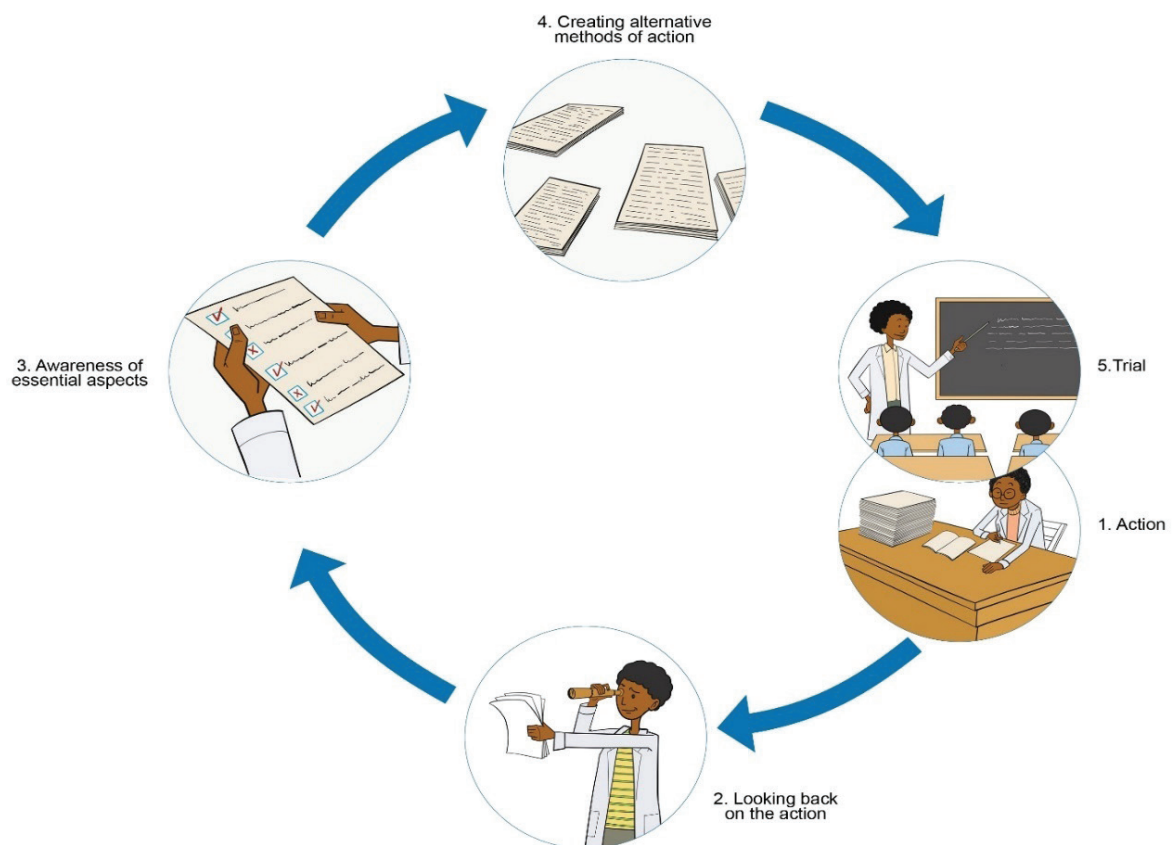 4. Creating alternative
methods of action
3. Awareness of
essential aspects
5.Trial
1. Action
2. Looking back
on the action